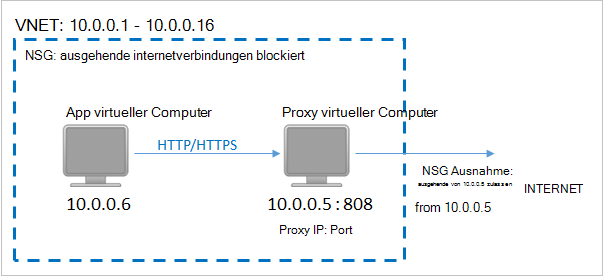 VNET: 10.0.0.1 - 10.0.0.16
NSG: ausgehende internetverbindungen blockiert
App virtueller Computer
Proxy virtueller Computer
HTTP/HTTPS
10.0.0.6
10.0.0.5 : 808
Proxy IP: Port
NSG Ausnahme:
ausgehende von 10.0.0.5 zulassen
from 10.0.0.5
INTERNET